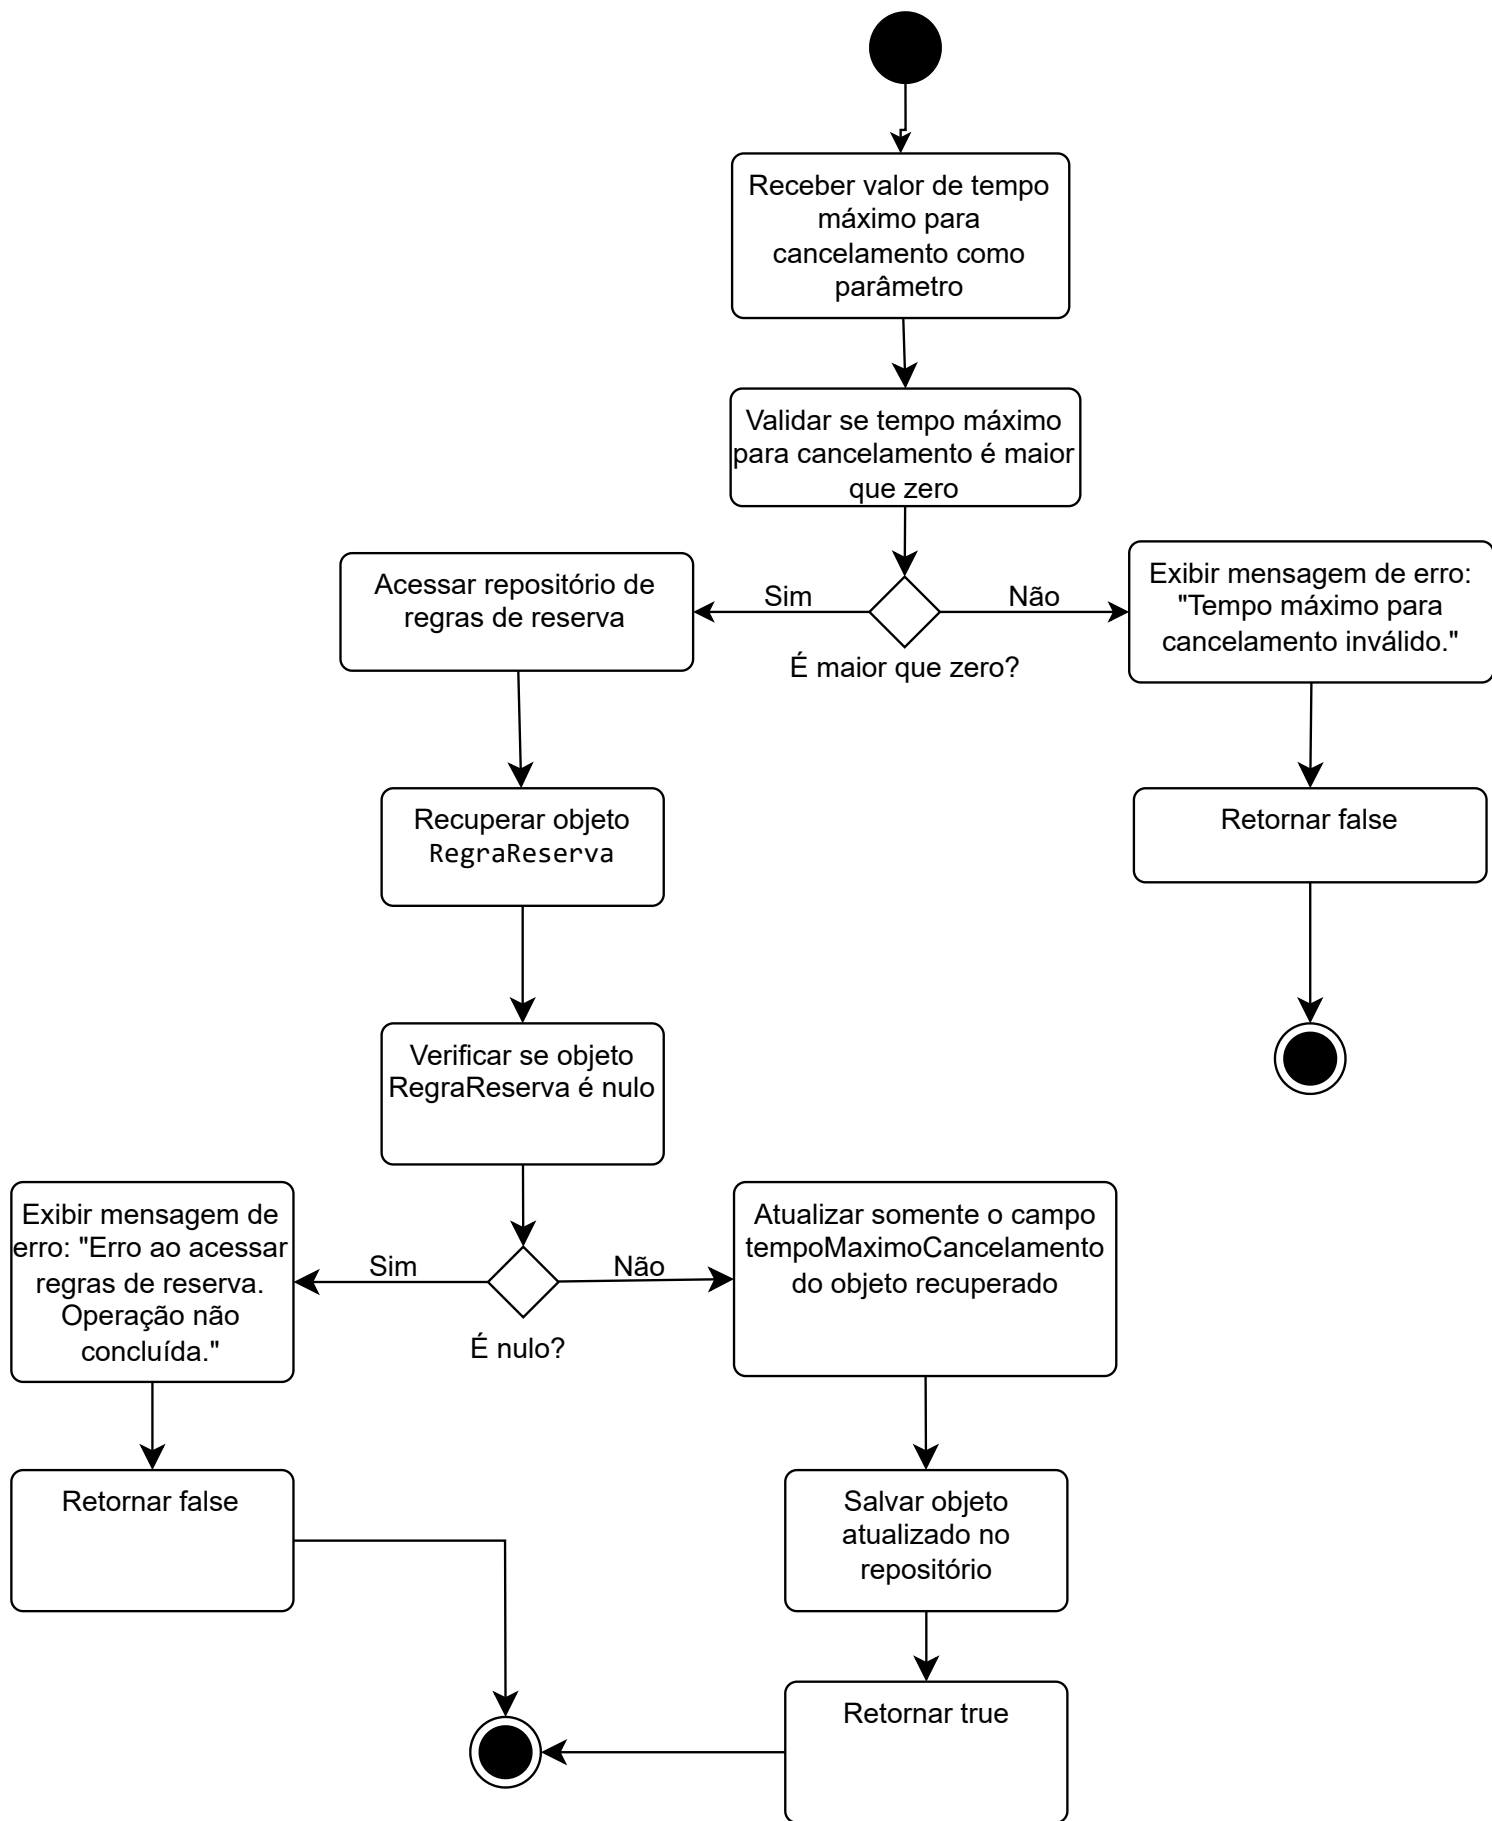 Receber valor de tempo
máximo para
cancelamento como
parâmetro
Validar se tempo máximo
para cancelamento é maior
que zero
Acessar repositório de
regras de reserva
Sim
Não
É maior que zero?
Exibir mensagem de erro:
"Tempo máximo para
cancelamento inválido."
Recuperar objeto
RegraReserva
Retornar false
Verificar se objeto
RegraReserva é nulo
Exibir mensagem de
erro: "Erro ao acessar
regras de reserva.
Operação não
concluída."
Sim
Não
É nulo?
Atualizar somente o campo
tempoMaximoCancelamento
do objeto recuperado
Retornar false
Salvar objeto
atualizado no
repositório
Retornar true